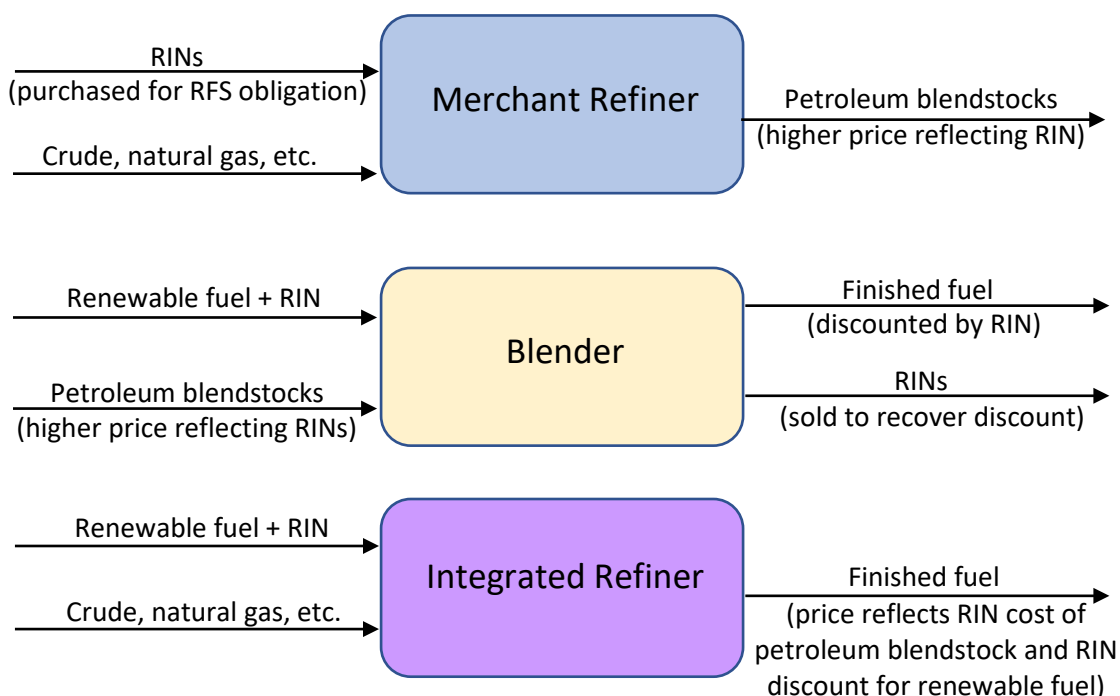 RINs
(purchased for RFS obligation)
Crude, natural gas, etc.
Merchant Refiner
Petroleum blendstocks
(higher price reflecting RIN)
Renewable fuel + RIN
Petroleum blendstocks
(higher price reflecting RINs)
Blender
Finished fuel
(discounted by RIN)
RINs
(sold to recover discount)
Renewable fuel + RIN
Crude, natural gas, etc.
Integrated Refiner
Finished fuel
(price reflects RIN cost of
petroleum blendstock and RIN
discount for renewable fuel)